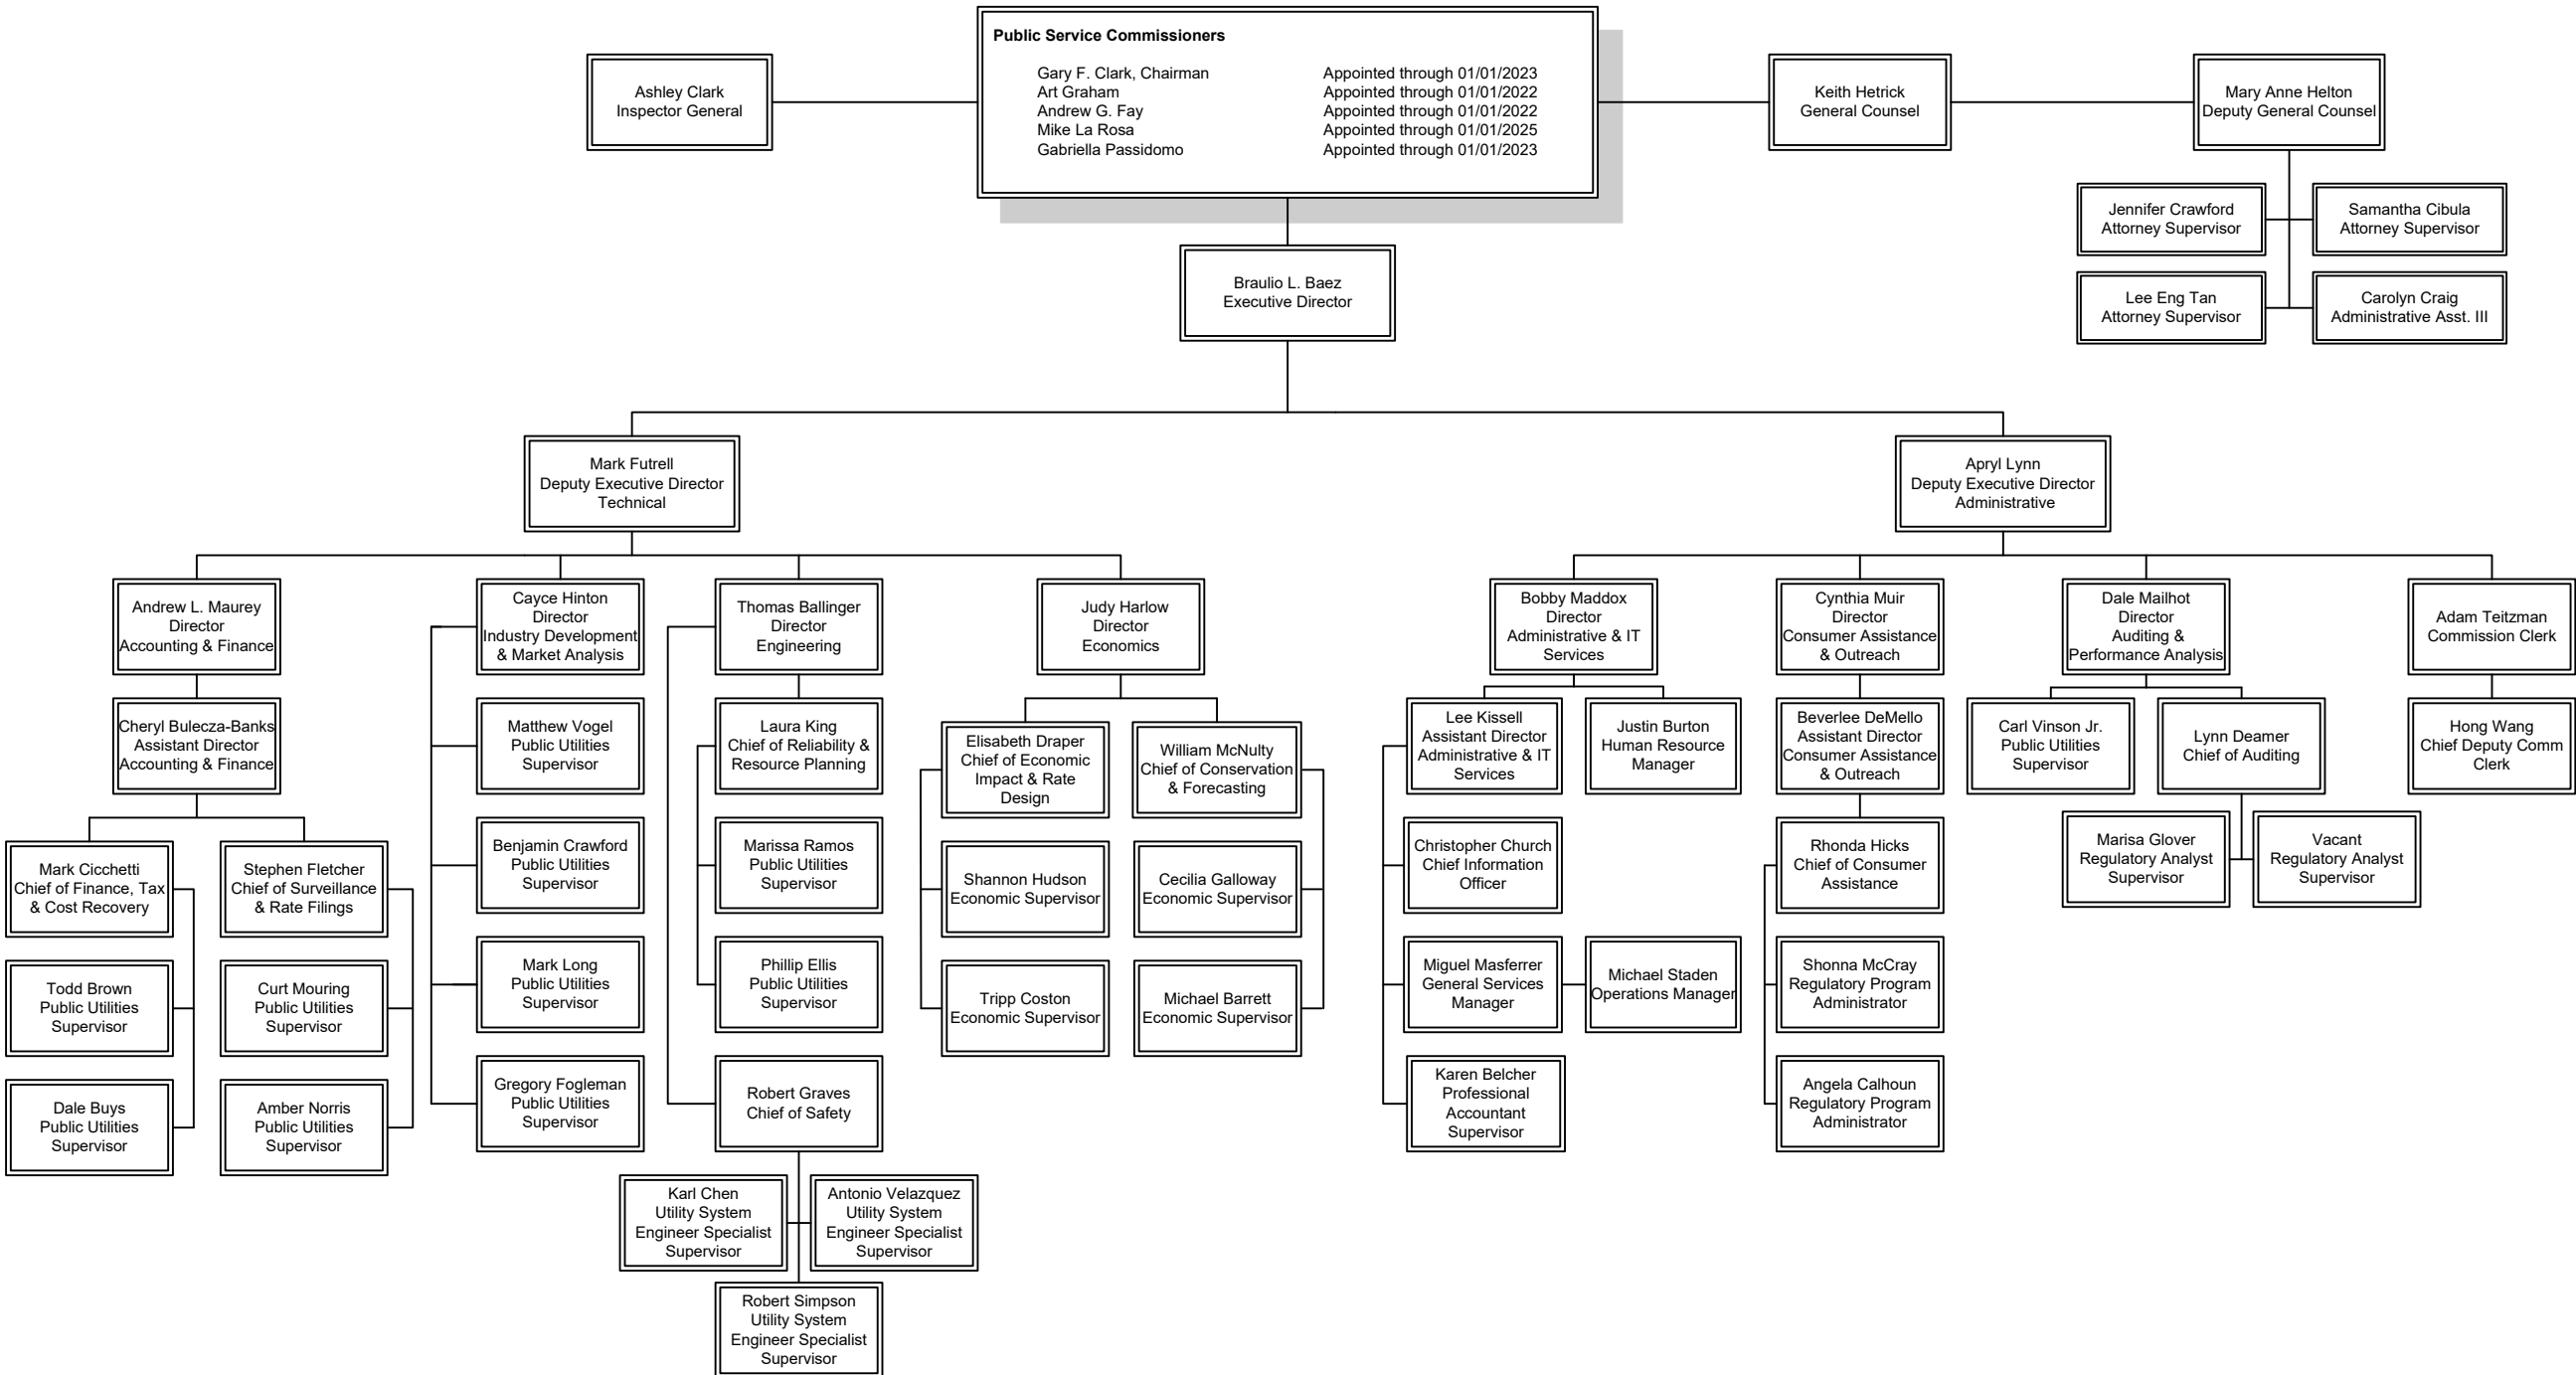 Public Service Commissioners
Gary F. Clark, Chairman Appointed through 01/01/2023
Art Graham Appointed through 01/01/2022
Andrew G. Fay Appointed through 01/01/2022
Mike La Rosa Appointed through 01/01/2025
Gabriella Passidomo Appointed through 01/01/2023
Ashley Clark
Inspector General
Keith Hetrick
General Counsel
Mary Anne Helton
Deputy General Counsel
Jennifer Crawford
Attorney Supervisor
Samantha Cibula
Attorney Supervisor
Lee Eng Tan
Attorney Supervisor
Carolyn Craig
Administrative Asst. III
Braulio L. Baez
Executive Director
Mark Futrell
Deputy Executive Director
Technical
Apryl Lynn
Deputy Executive Director
Administrative
Andrew L. Maurey
Director
Accounting & Finance
Cayce Hinton
Director
Industry Development
& Market Analysis
Thomas Ballinger
Director
Engineering
Judy Harlow
Director
Economics
Bobby Maddox
Director
Administrative & IT
Services
Cynthia Muir
Director
Consumer Assistance
& Outreach
Dale Mailhot
Director
Auditing &
Performance Analysis
Adam Teitzman
Commission Clerk
Cheryl Bulecza-Banks
Assistant Director
Accounting & Finance
Matthew Vogel
Public Utilities
Supervisor
Laura King
Chief of Reliability &
Resource Planning
Elisabeth Draper
Chief of Economic
Impact & Rate
Design
William McNulty
Chief of Conservation
& Forecasting
Lee Kissell
Assistant Director
Administrative & IT
Services
Justin Burton
Human Resource
Manager
Beverlee DeMello
Assistant Director
Consumer Assistance
& Outreach
Carl Vinson Jr.
Public Utilities
Supervisor
Lynn Deamer
Chief of Auditing
Hong Wang
Chief Deputy Comm
Clerk
Mark Cicchetti
Chief of Finance, Tax
& Cost Recovery
Stephen Fletcher
Chief of Surveillance
& Rate Filings
Benjamin Crawford
Public Utilities
Supervisor
Marissa Ramos
Public Utilities
Supervisor
Shannon Hudson
Economic Supervisor
Cecilia Galloway
Economic Supervisor
Christopher Church
Chief Information
Officer
Rhonda Hicks
Chief of Consumer
Assistance
Marisa Glover
Regulatory Analyst
Supervisor
Vacant
Regulatory Analyst
Supervisor
Todd Brown
Public Utilities
Supervisor
Curt Mouring
Public Utilities
Supervisor
Mark Long
Public Utilities
Supervisor
Phillip Ellis
Public Utilities
Supervisor
Tripp Coston
Economic Supervisor
Michael Barrett
Economic Supervisor
Miguel Masferrer
General Services
Manager
Michael Staden
Operations Manager
Shonna McCray
Regulatory Program
Administrator
Dale Buys
Public Utilities
Supervisor
Amber Norris
Public Utilities
Supervisor
Gregory Fogleman
Public Utilities
Supervisor
Robert Graves
Chief of Safety
Karen Belcher
Professional
Accountant
Supervisor
Angela Calhoun
Regulatory Program
Administrator
Karl Chen
Utility System
Engineer Specialist
Supervisor
Antonio Velazquez
Utility System
Engineer Specialist
Supervisor
Robert Simpson
Utility System
Engineer Specialist
Supervisor